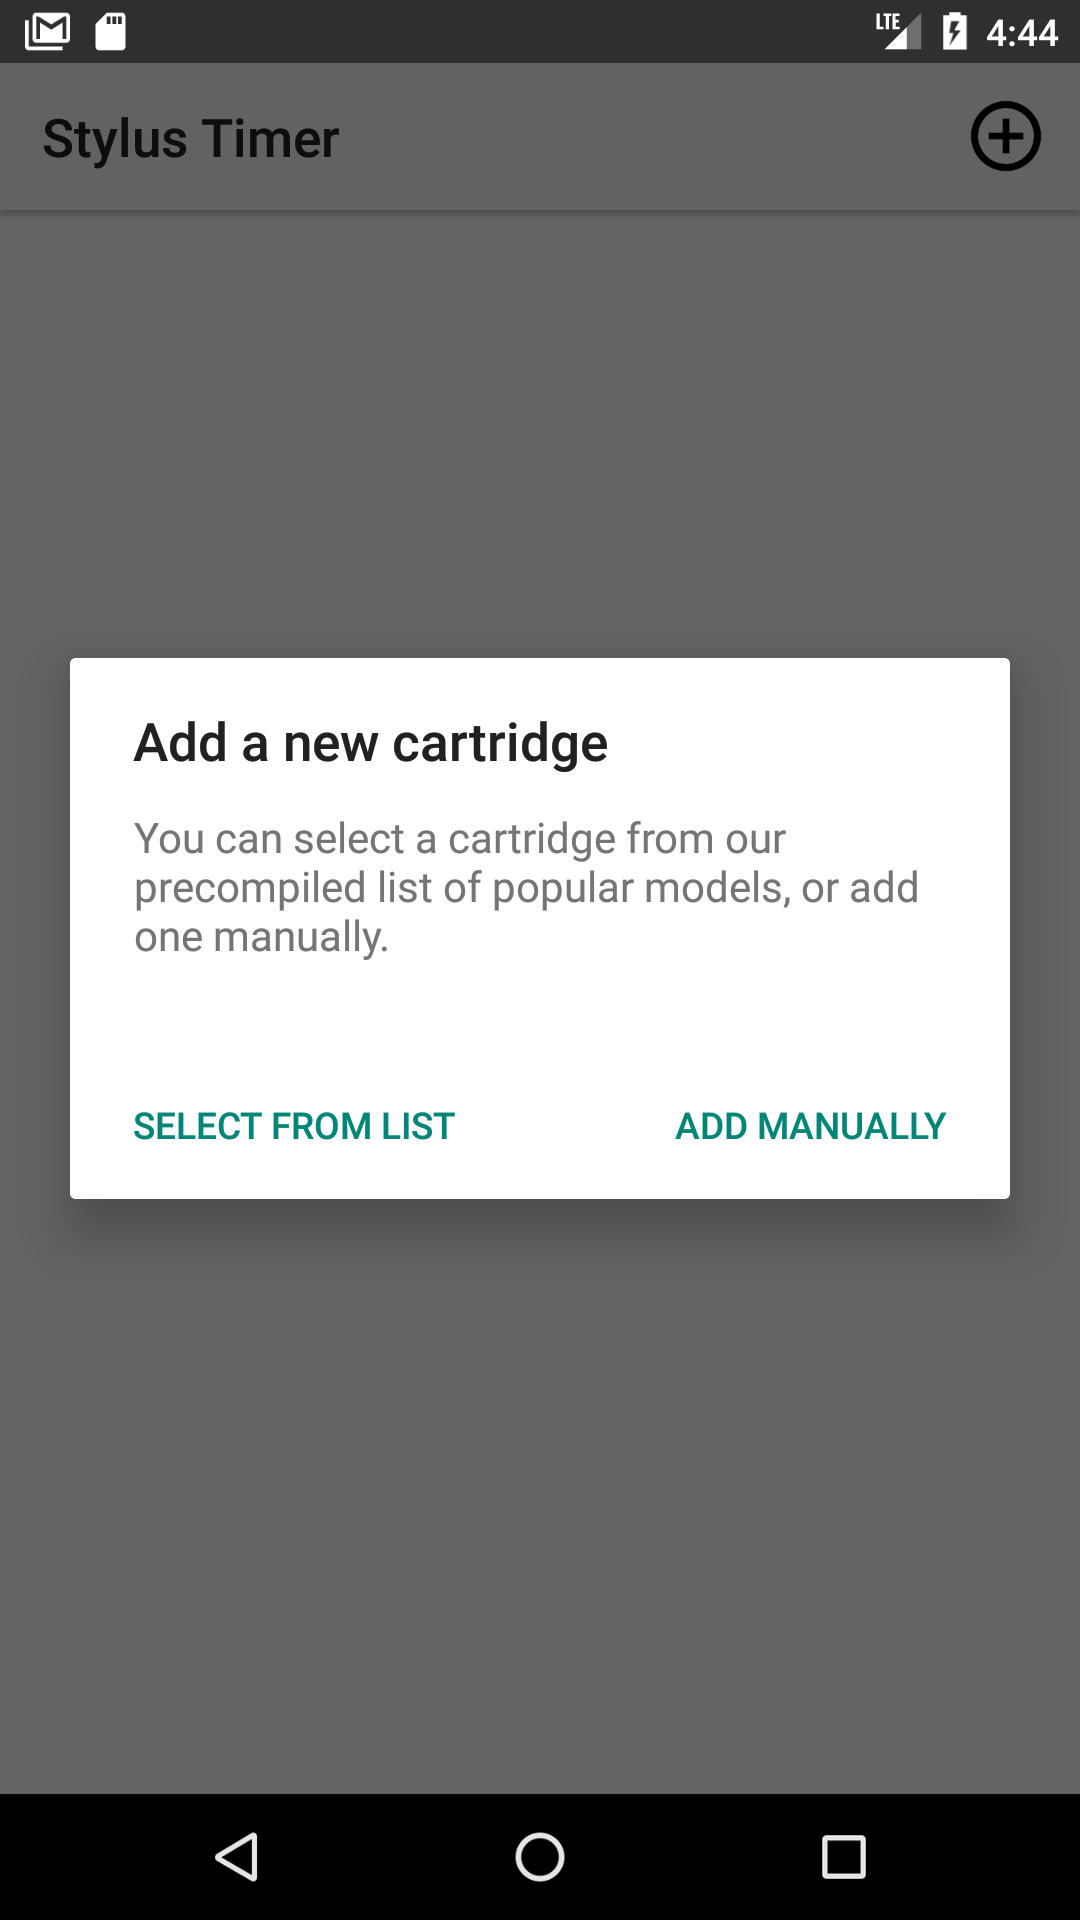 LTE 4:44
Stylus Timer
Add a new cartridge
You can select a cartridge from our
precompiled list of popular models, or add
one manually.
SELECT FROM LIST ADD MANUALLY